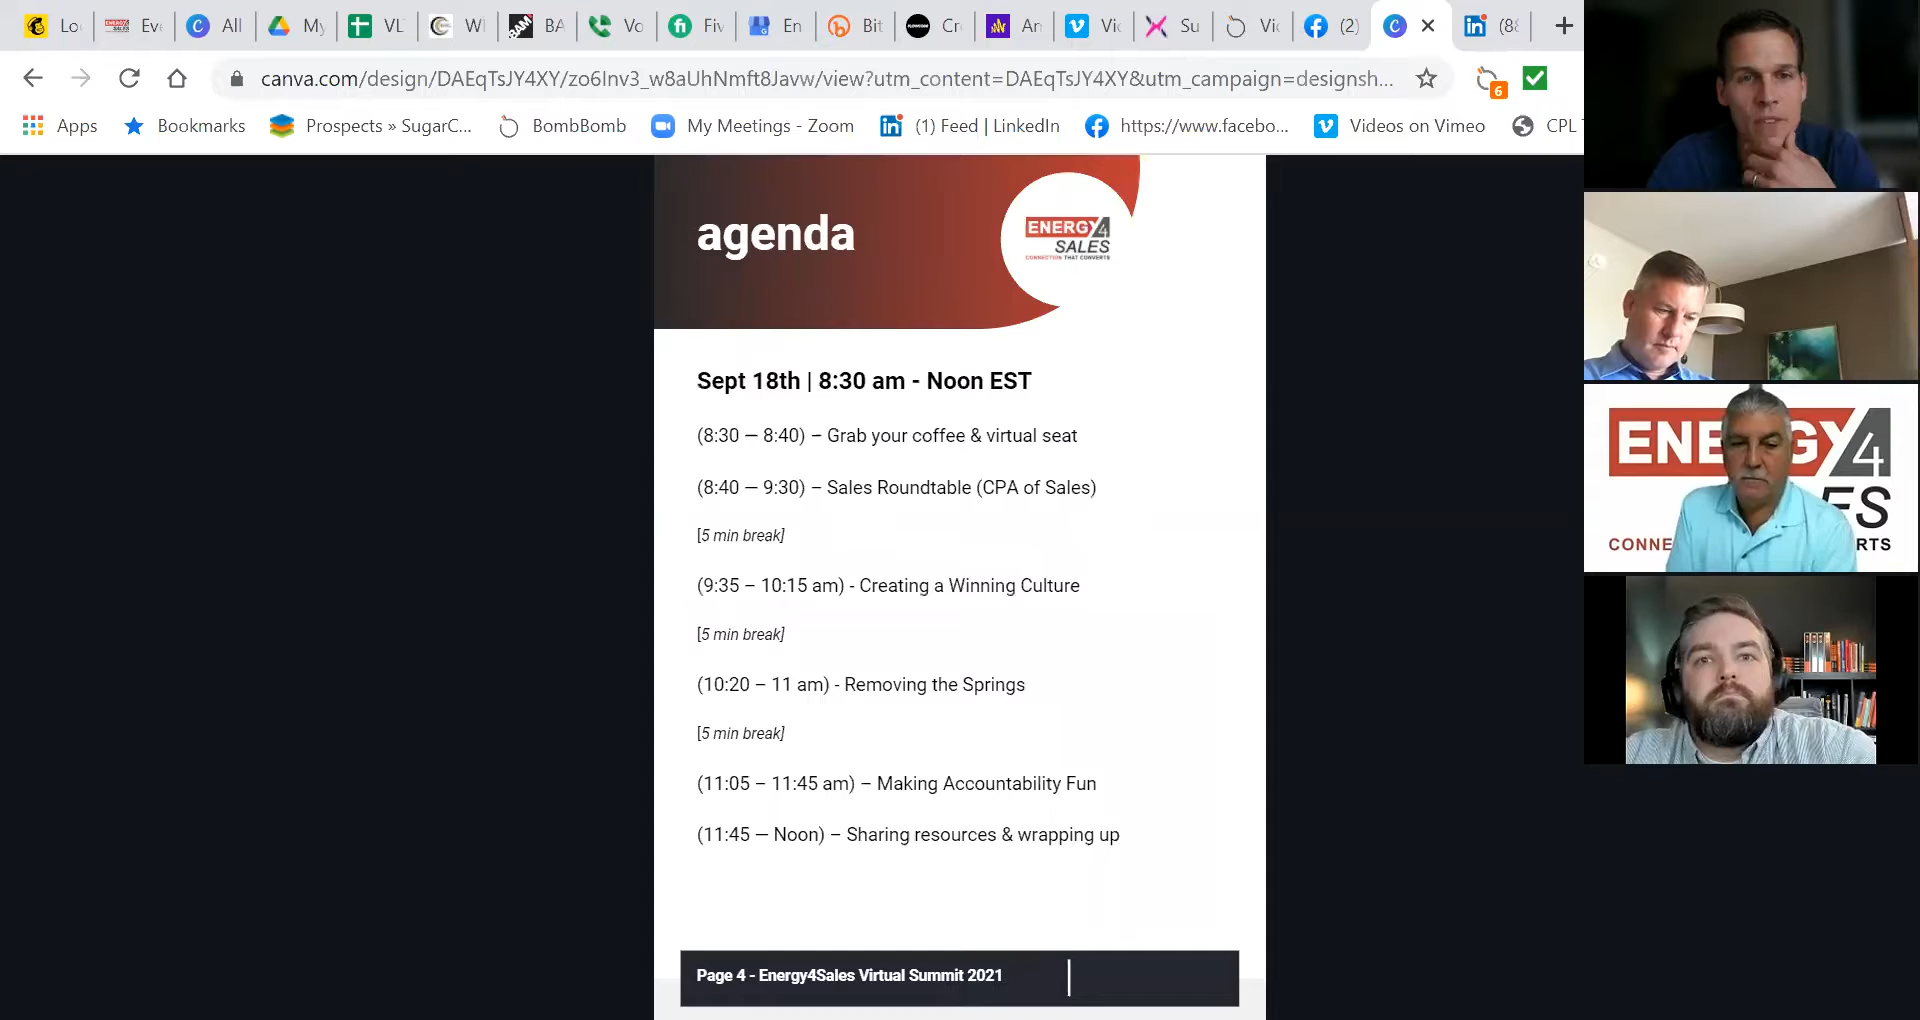 Lo
Ev
All
My
VL
WI
BA
Vo
Fiv
En
Bit
Cr
An
Vi
Su
Vi
(2)
(8
canva.com/design/DAEqTsJY4XY/zo6Inv3_w8aUhNmft8Javw/view?utm_content=DAEqTsJY4XY&utm_campaign=designsh...
6
Apps
Bookmarks
Prospects » SugarC...
BombBomb
My Meetings - Zoom
(1) Feed | LinkedIn
https://www.facebo...
Videos on Vimeo
CPL
agenda
ENERGY4
SALES
CONNECTION THAT CONVERTS
Sept 18th | 8:30 am - Noon EST
(8:30 — 8:40) – Grab your coffee & virtual seat
(8:40 — 9:30) – Sales Roundtable (CPA of Sales)
[5 min break]
(9:35 – 10:15 am) - Creating a Winning Culture
[5 min break]
(10:20 – 11 am) - Removing the Springs
[5 min break]
(11:05 – 11:45 am) – Making Accountability Fun
(11:45 — Noon) – Sharing resources & wrapping up
Page 4 - Energy4Sales Virtual Summit 2021
ENE GY4
ES
CONNE RTS